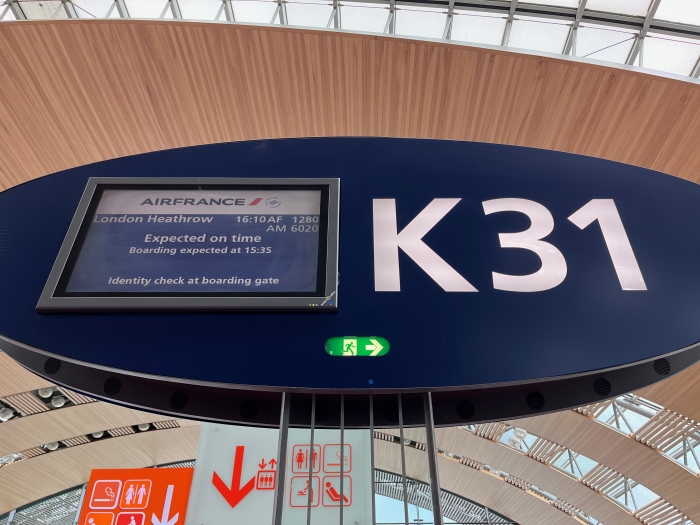 AIRFRANCE
London Heathrow 16:10 AF 1280
AM 6020
Expected on time
Boarding expected at 15:35
Identity check at boarding gate
K31